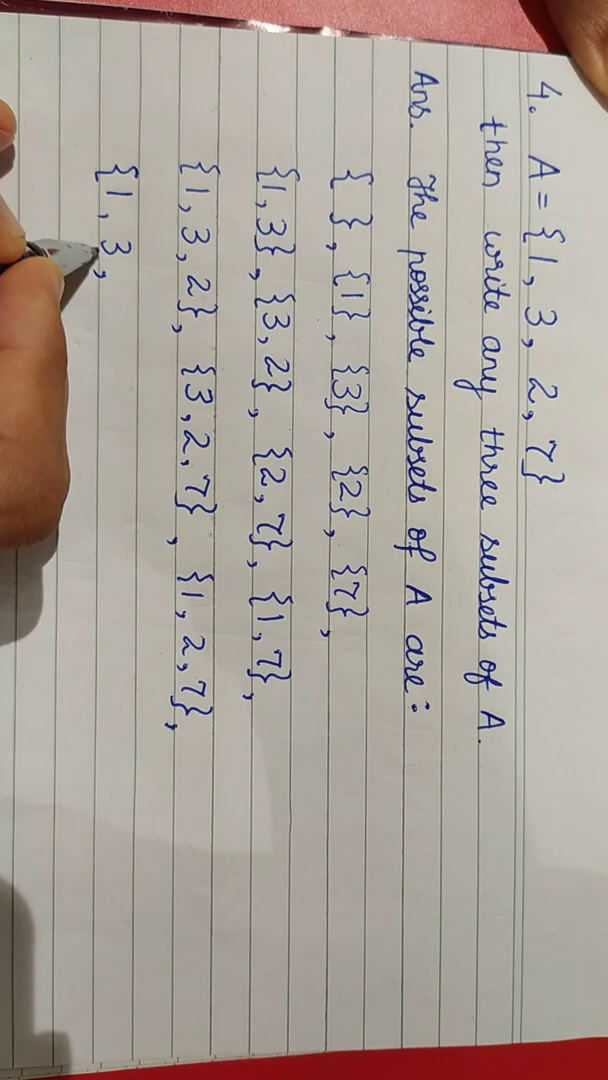 4. A = {1, 3, 2, 7}
then write any three subsets of A.
Ans. The possible subsets of A are:
{ }, {1}, {3}, {2}, {7},
{1,3}, {3,2}, {2,7}, {1,7},
{1,3,2}, {3,2,7}, {1,2,7},
{1,3,